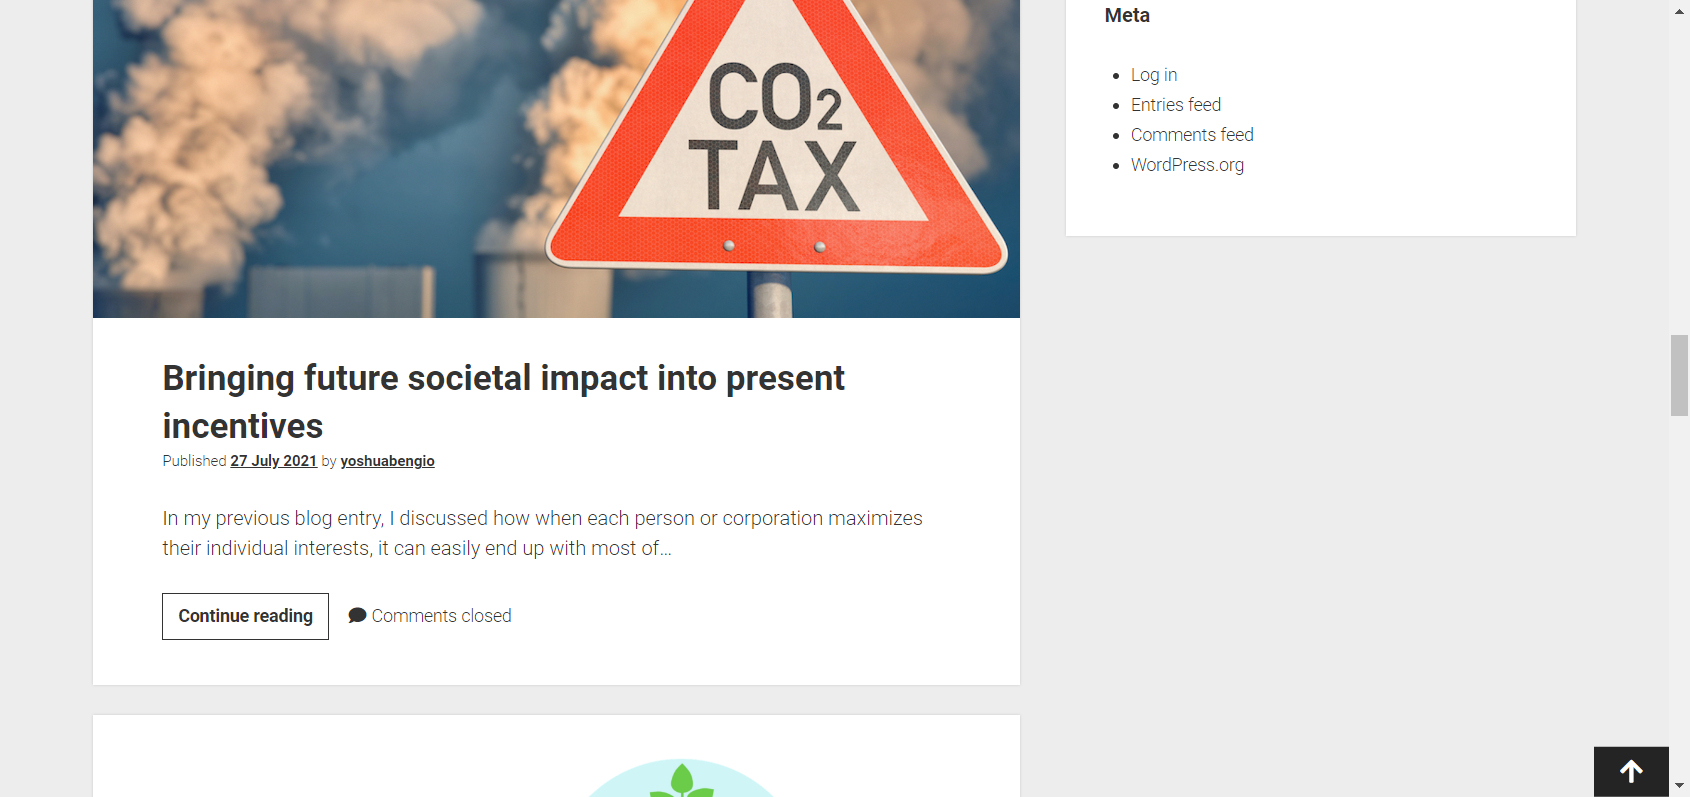 CO2
TAX
Bringing future societal impact into present
incentives
Published 27 July 2021 by yoshuabengio
In my previous blog entry, I discussed how when each person or corporation maximizes
their individual interests, it can easily end up with most of…
Continue reading
Comments closed
Meta
Log in
Entries feed
Comments feed
WordPress.org